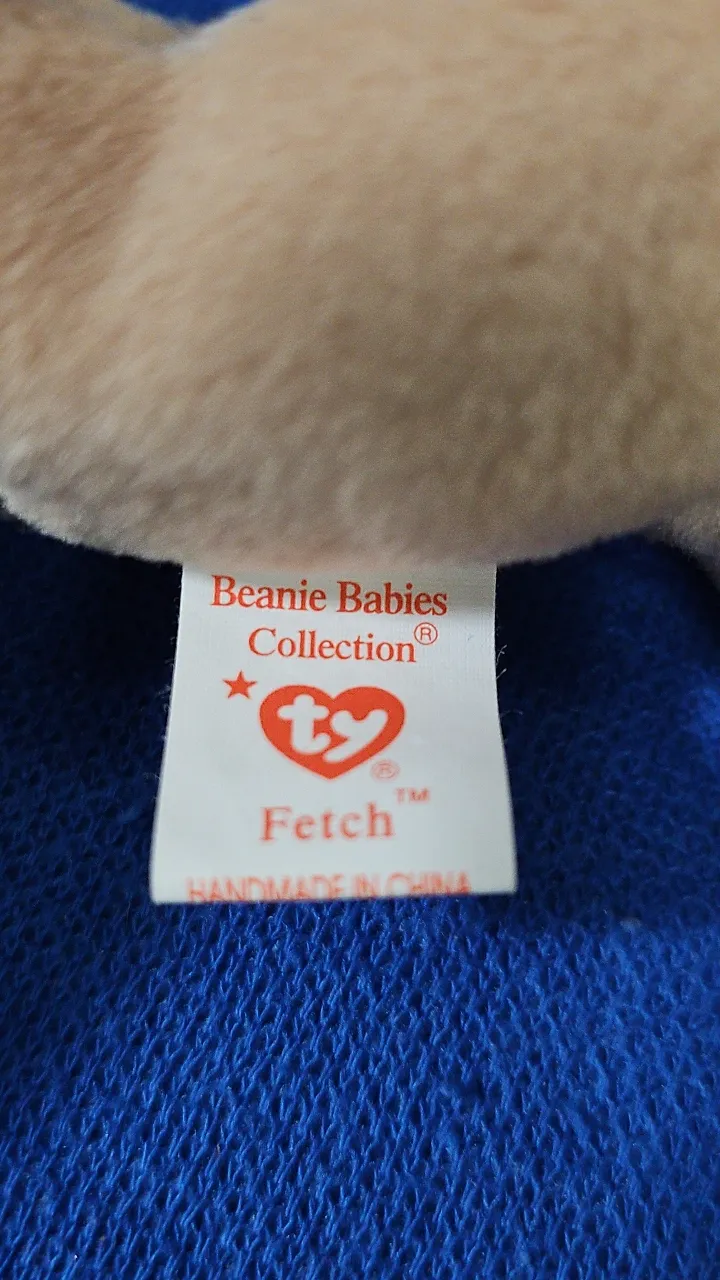 Beanie Babies
Collection®
ty ®
Fetch™
HANDMADE IN CHINA